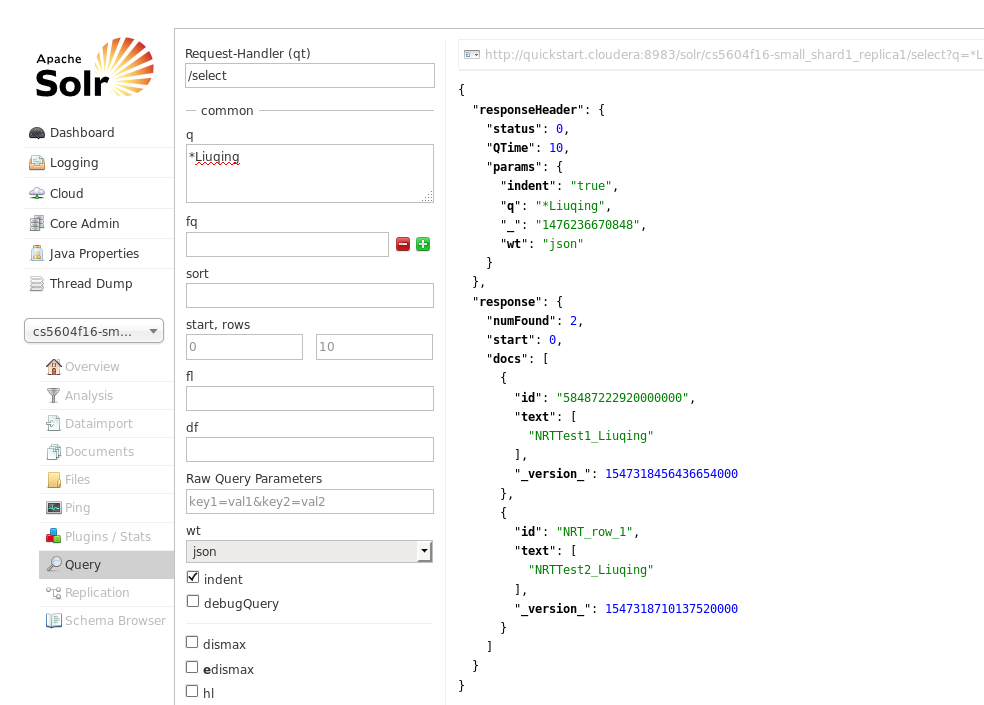 Apache
Solr
Dashboard
Logging
Cloud
Core Admin
Java Properties
Thread Dump
cs5604f16-sm...
Overview
Analysis
Dataimport
Documents
Files
Ping
Plugins / Stats
Query
Replication
Schema Browser
Request-Handler (qt)
/select
common
q
*Liuqing
fq
sort
start, rows
0 10
fl
df
Raw Query Parameters
key1=val1&key2=val2
wt
json
indent
debugQuery
dismax
edismax
hl
http://quickstart.cloudera:8983/solr/cs5604f16-small_shard1_replica1/select?q=*L
{
"responseHeader": {
"status": 0,
"QTime": 10,
"params": {
"indent": "true",
"q": "*Liuqing",
"_": "1476236670848",
"wt": "json"
}
},
"response": {
"numFound": 2,
"start": 0,
"docs": [
{
"id": "58487222920000000",
"text": [
"NRTTest1_Liuqing"
],
"_version_": 1547318456436654000
},
{
"id": "NRT_row_1",
"text": [
"NRTTest2_Liuqing"
],
"_version_": 1547318710137520000
}
]
}
}